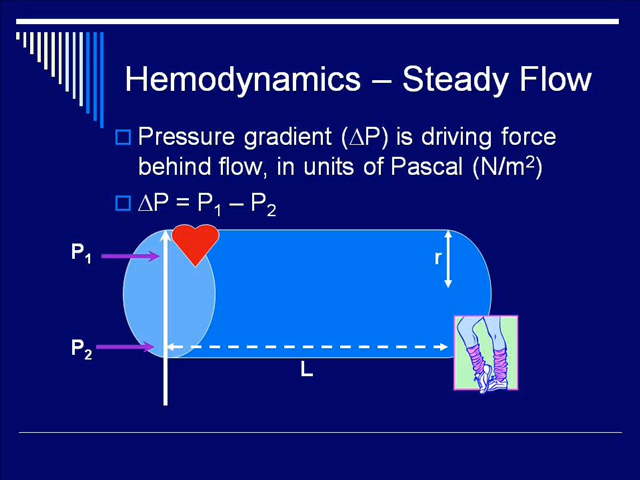 Hemodynamics – Steady Flow
Pressure gradient (∆P) is driving force
behind flow, in units of Pascal (N/m²)
∆P = P₁ – P₂
P₁
r
P₂
L